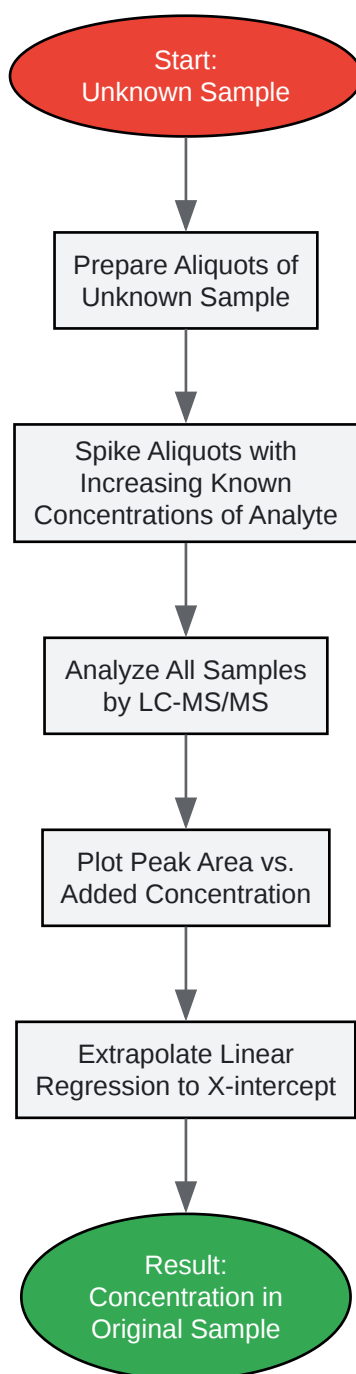 Start:
Unknown Sample
Prepare Aliquots of
Unknown Sample
Spike Aliquots with
Increasing Known
Concentrations of Analyte
Analyze All Samples
by LC-MS/MS
Plot Peak Area vs.
Added Concentration
Extrapolate Linear
Regression to X-intercept
Result:
Concentration in
Original Sample